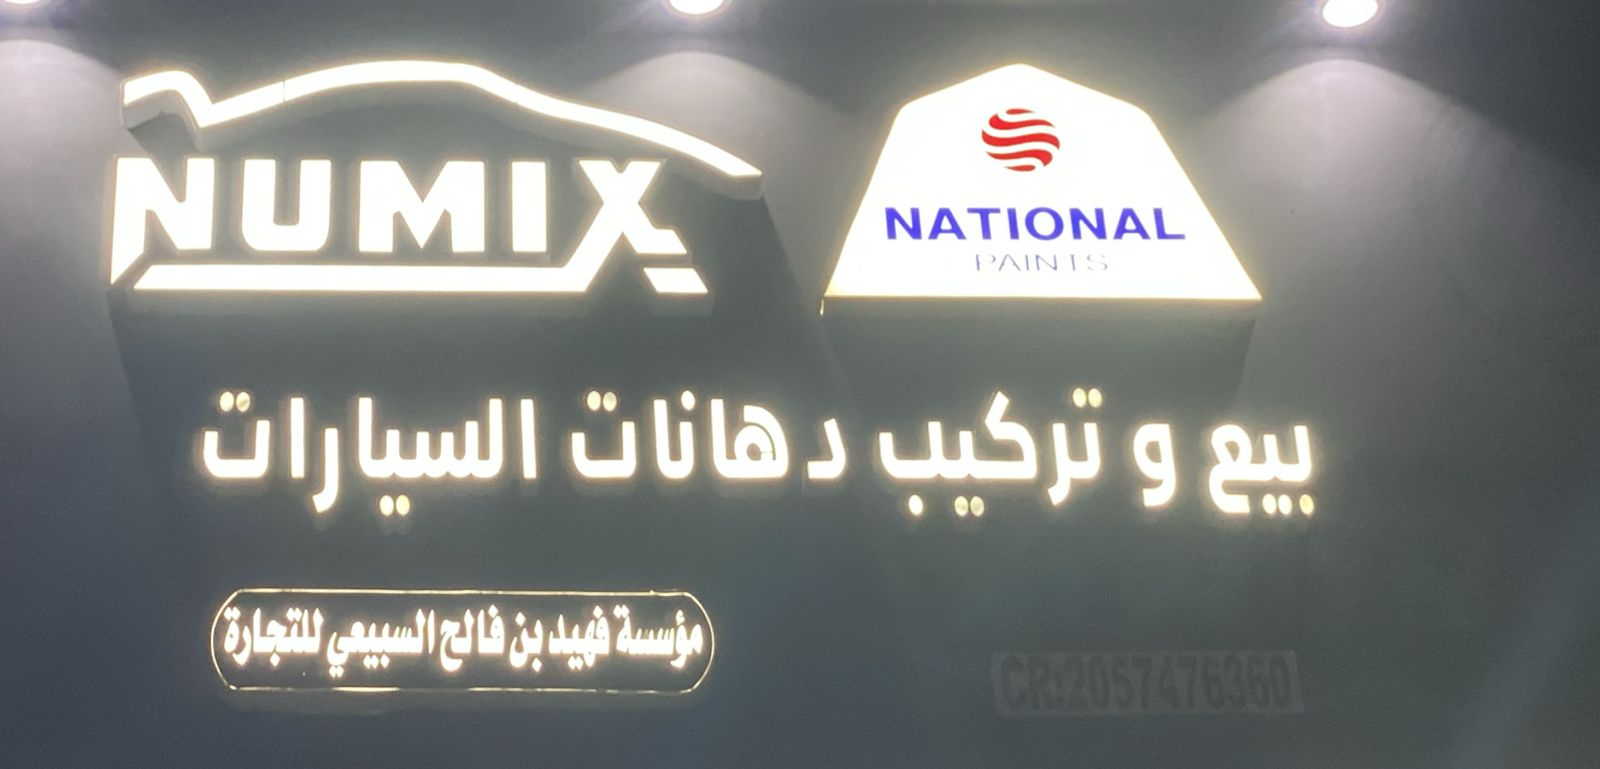 NUMIX
NATIONAL
PAINTS
بيع و تركيب دهانات السيارات
مؤسسة فهيد بن فالح السبيعي للتجارة
CR:2057476360